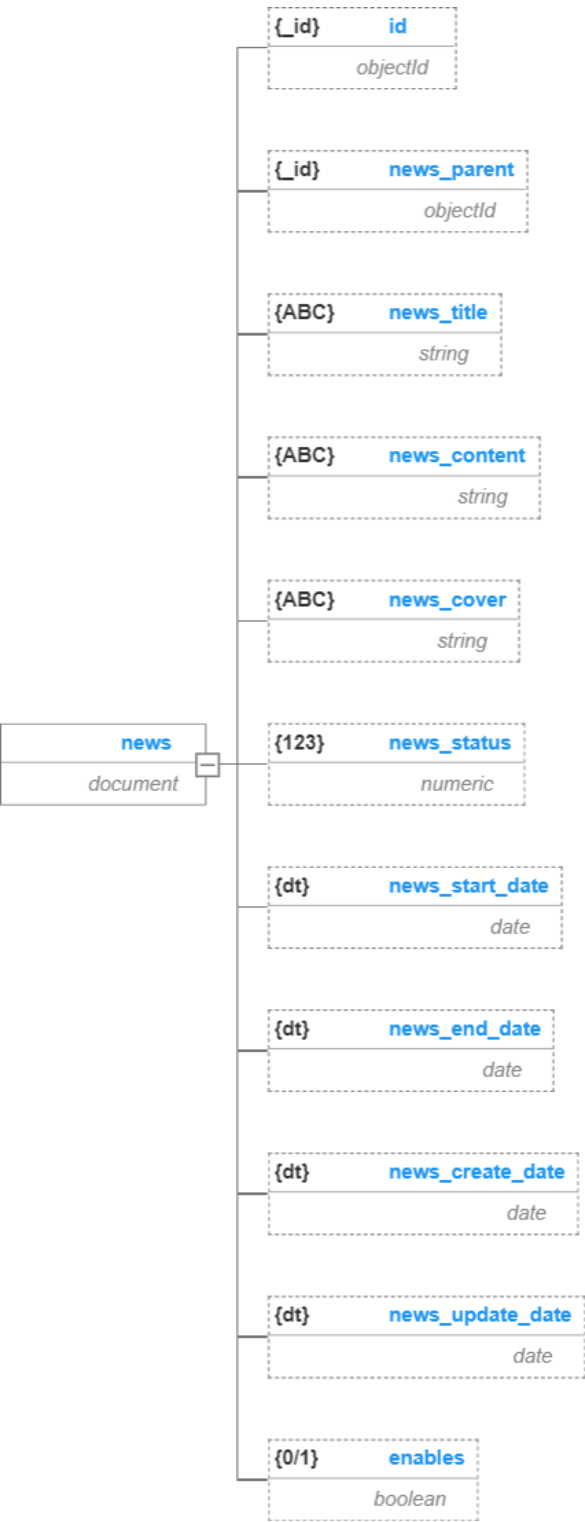 {_id} id
objectId
{_id} news_parent
objectId
{ABC} news_title
string
{ABC} news_content
string
{ABC} news_cover
string
news
document
{123} news_status
numeric
{dt} news_start_date
date
{dt} news_end_date
date
{dt} news_create_date
date
{dt} news_update_date
date
{0/1} enables
boolean